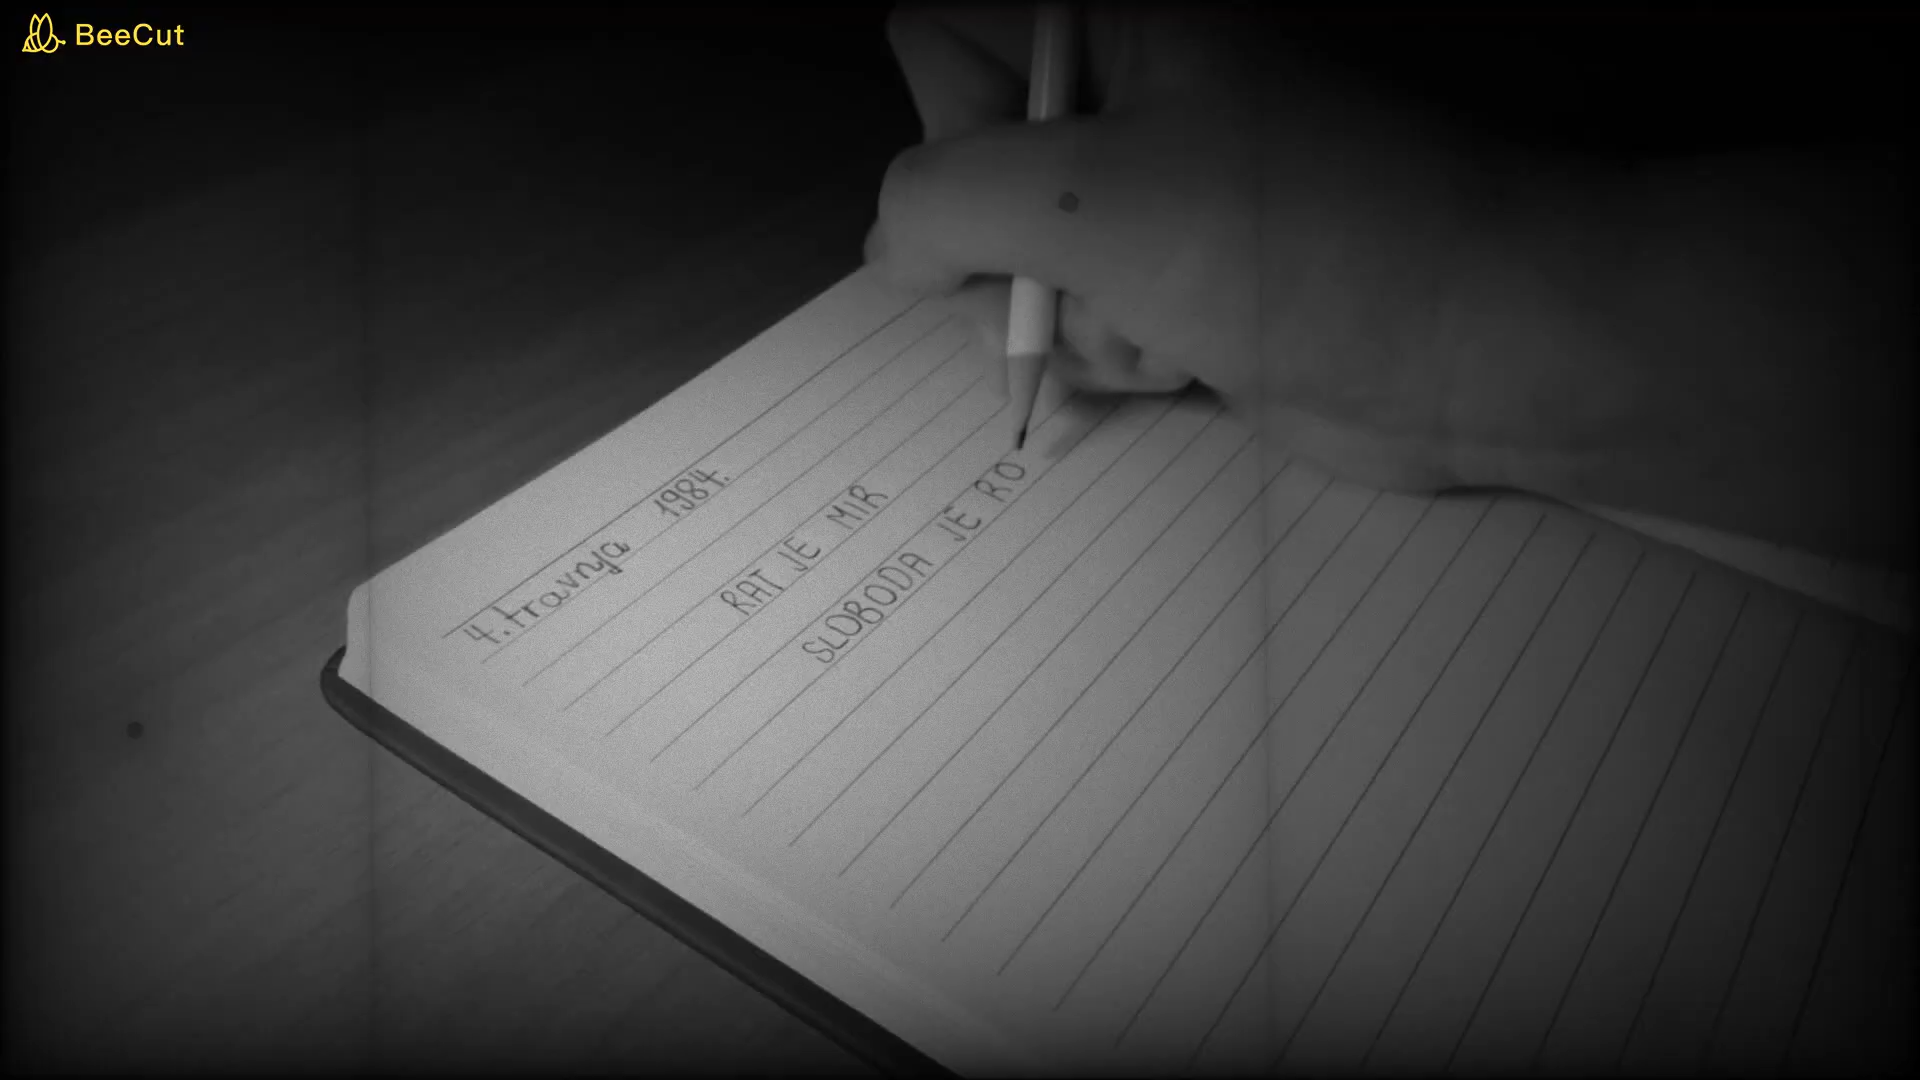 BeeCut
4. travnja 1984.
RAT JE MIR
SLOBODA JE RO